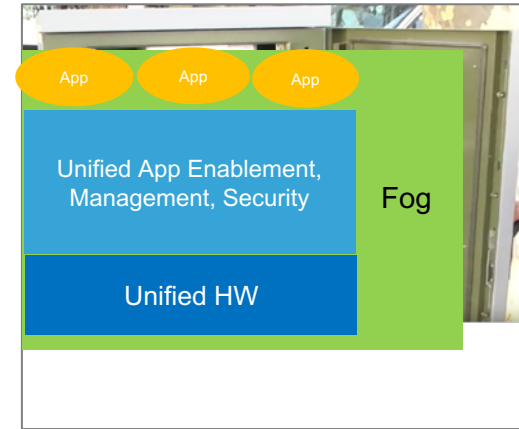 App App App
Unified App Enablement,
Management, Security
Fog
Unified HW